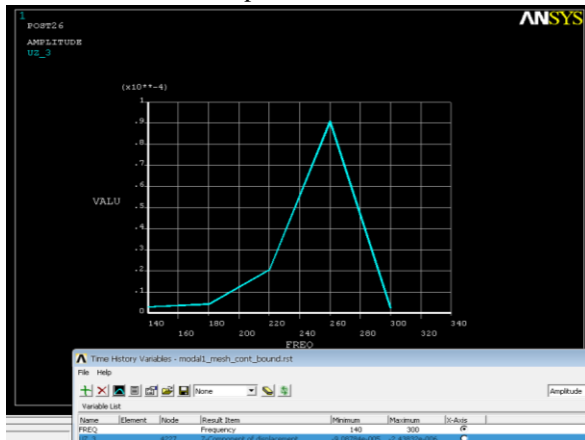 1
POST26
ANSYS
AMPLITUDE
UZ_3
(x10**-4)
1
.9
.8
.7
.6
VALU
.5
.4
.3
.2
.1
0
140 180 220 260 300 340
160 200 240 280 320
FREQ
Time History Variables - modal1_mesh_cont_bound.rst
File Help
None Amplitude
Variable List
Name Element Node Result Item Minimum Maximum X-Axis
FREQ Frequency 140 300
UZ_3 4227 Z-Component of displacement